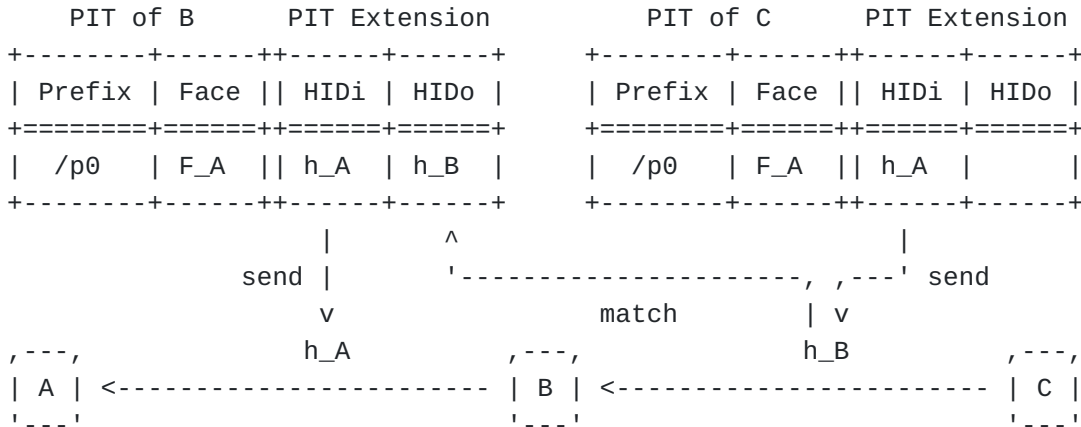 PIT of B      PIT Extension          PIT of C      PIT Extension
+--------+------++------+------+     +--------+------++------+------+
| Prefix | Face || HIDi | HIDo |     | Prefix | Face || HIDi | HIDo |
+========+======++======+======+     +========+======++======+======+
|  /p0   | F_A  || h_A  | h_B  |     |  /p0   | F_A  || h_A  |      |
+--------+------++------+------+     +--------+------++------+------+
                    |       ^                            |
               send |       '----------------------, ,---' send
                    v                 match        | v
,---,              h_A          ,---,              h_B          ,---,
| A | <------------------------ | B | <------------------------ | C |
'---'                           '---'                           '---'